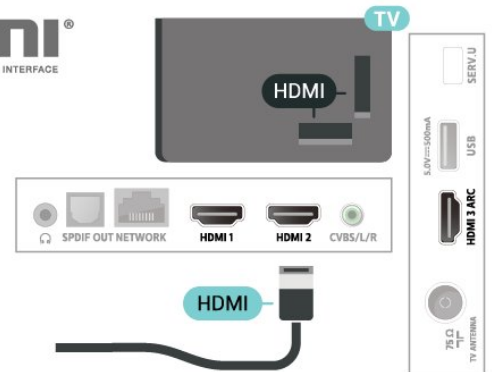 ®
INTERFACE
TV
HDMI
SPDIF OUT NETWORK
HDMI 1
HDMI 2
CVBS/L/R
HDMI
SERV.U
5.0V⎓500mA
USB
HDMI 3 ARC
75 Ω
TV ANTENNA